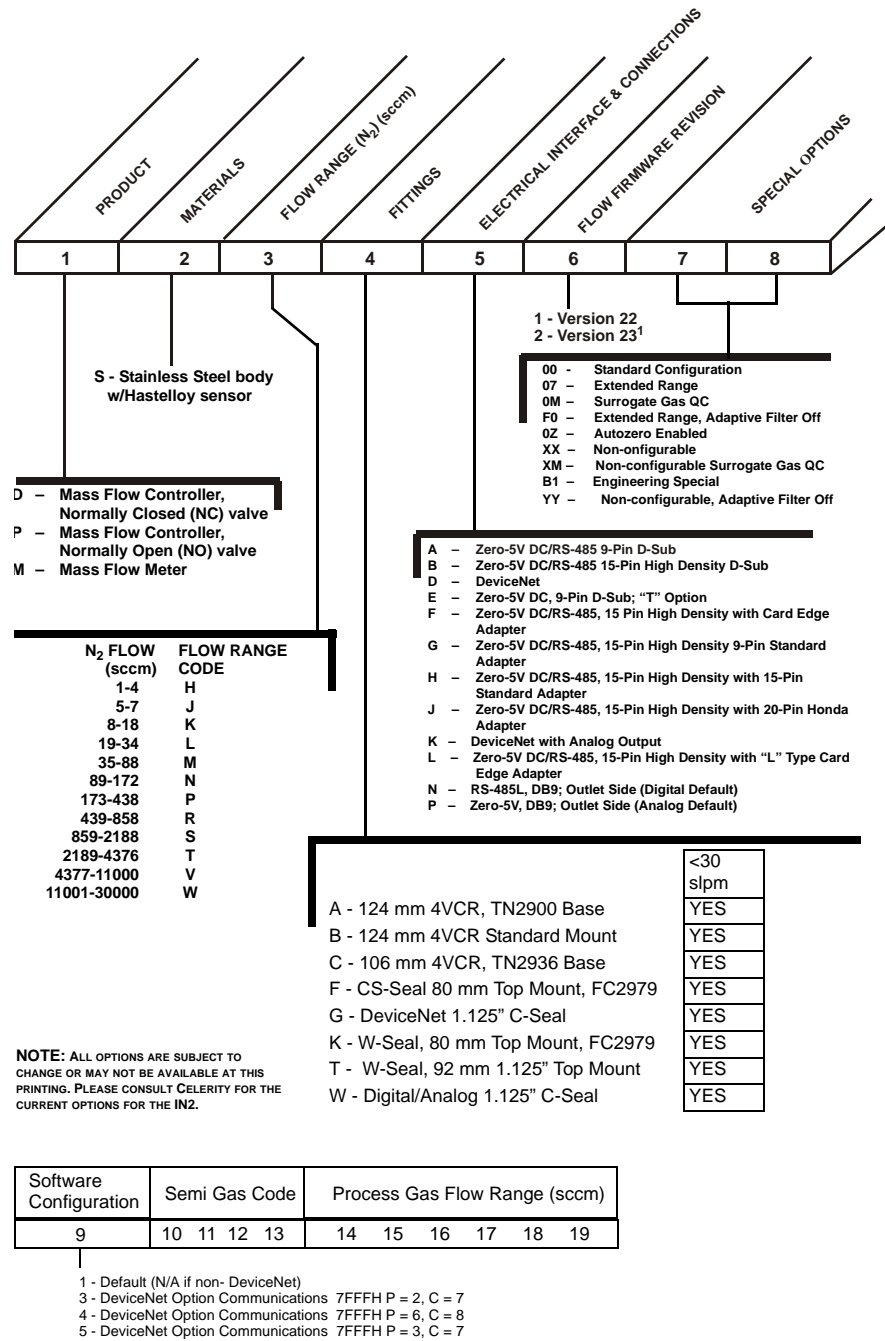 PRODUCT
MATERIALS
FLOW RANGE (N2) (sccm)
FITTINGS
ELECTRICAL INTERFACE & CONNECTIONS
FLOW FIRMWARE REVISION
SPECIAL OPTIONS
1 2 3 4 5 6 7 8
1 - Version 22
2 - Version 23¹
00 - Standard Configuration
07 – Extended Range
0M – Surrogate Gas QC
F0 – Extended Range, Adaptive Filter Off
0Z – Autozero Enabled
XX – Non-onfigurable
XM – Non-configurable Surrogate Gas QC
B1 – Engineering Special
YY – Non-configurable, Adaptive Filter Off
S - Stainless Steel body
w/Hastelloy sensor
D – Mass Flow Controller,
Normally Closed (NC) valve
P – Mass Flow Controller,
Normally Open (NO) valve
M – Mass Flow Meter
A – Zero-5V DC/RS-485 9-Pin D-Sub
B – Zero-5V DC/RS-485 15-Pin High Density D-Sub
D – DeviceNet
E – Zero-5V DC, 9-Pin D-Sub; “T” Option
F – Zero-5V DC/RS-485, 15 Pin High Density with Card Edge
Adapter
G – Zero-5V DC/RS-485, 15-Pin High Density 9-Pin Standard
Adapter
H – Zero-5V DC/RS-485, 15-Pin High Density with 15-Pin
Standard Adapter
J – Zero-5V DC/RS-485, 15-Pin High Density with 20-Pin Honda
Adapter
K – DeviceNet with Analog Output
L – Zero-5V DC/RS-485, 15-Pin High Density with “L” Type Card
Edge Adapter
N – RS-485L, DB9; Outlet Side (Digital Default)
P – Zero-5V, DB9; Outlet Side (Analog Default)
N2 FLOW FLOW RANGE
(sccm) CODE
1-4 H
5-7 J
8-18 K
19-34 L
35-88 M
89-172 N
173-438 P
439-858 R
859-2188 S
2189-4376 T
4377-11000 V
11001-30000 W
<30
slpm
A - 124 mm 4VCR, TN2900 Base YES
B - 124 mm 4VCR Standard Mount YES
C - 106 mm 4VCR, TN2936 Base YES
F - CS-Seal 80 mm Top Mount, FC2979 YES
G - DeviceNet 1.125” C-Seal YES
K - W-Seal, 80 mm Top Mount, FC2979 YES
T - W-Seal, 92 mm 1.125” Top Mount YES
W - Digital/Analog 1.125” C-Seal YES
NOTE: ALL OPTIONS ARE SUBJECT TO
CHANGE OR MAY NOT BE AVAILABLE AT THIS
PRINTING. PLEASE CONSULT CELERITY FOR THE
CURRENT OPTIONS FOR THE IN2.
Software
Configuration
Semi Gas Code
Process Gas Flow Range (sccm)
9 10 11 12 13 14 15 16 17 18 19
1 - Default (N/A if non- DeviceNet)
3 - DeviceNet Option Communications 7FFFH P = 2, C = 7
4 - DeviceNet Option Communications 7FFFH P = 6, C = 8
5 - DeviceNet Option Communications 7FFFH P = 3, C = 7